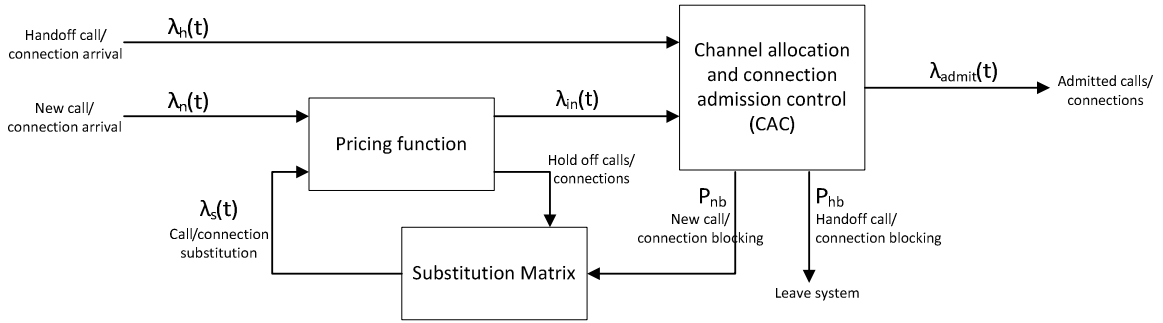 Handoff call/
connection arrival
λh(t)
Channel allocation
and connection
admission control
(CAC)
λadmit(t)
Admitted calls/
connections
New call/
connection arrival
λn(t)
Pricing function
λin(t)
Hold off calls/
connections
λs(t)
Call/connection
substitution
Substitution Matrix
Pnb
New call/
connection blocking
Phb
Handoff call/
connection blocking
Leave system